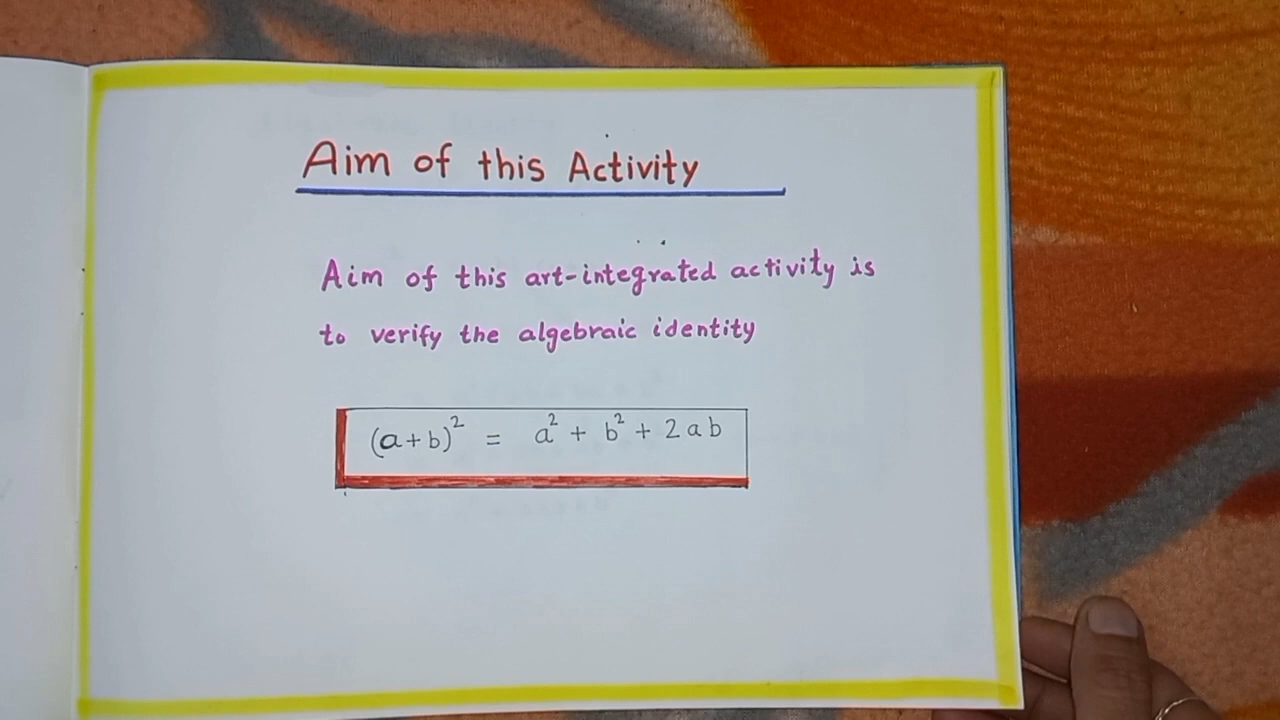 Aim of this Activity
Aim of this art-integrated activity is
to verify the algebraic identity
(a+b)² = a² + b² + 2ab